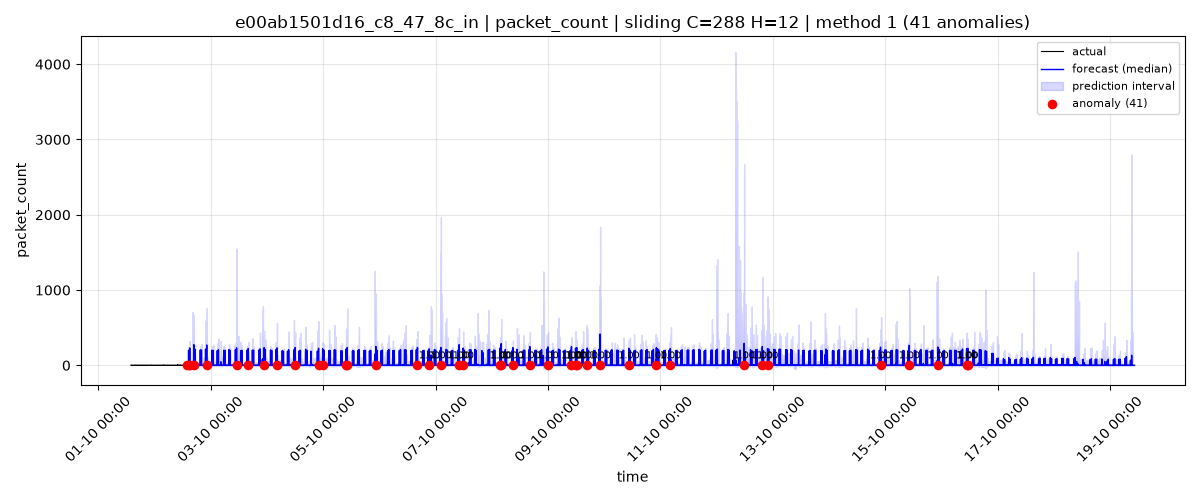 e00ab1501d16_c8_47_8c_in | packet_count | sliding C=288 H=12 | method 1 (41 anomalies)
actual
forecast (median)
prediction interval
anomaly (41)
packet_count
4000
3000
2000
1000
0
01-10 00:00
03-10 00:00
05-10 00:00
07-10 00:00
09-10 00:00
11-10 00:00
13-10 00:00
15-10 00:00
17-10 00:00
19-10 00:00
time